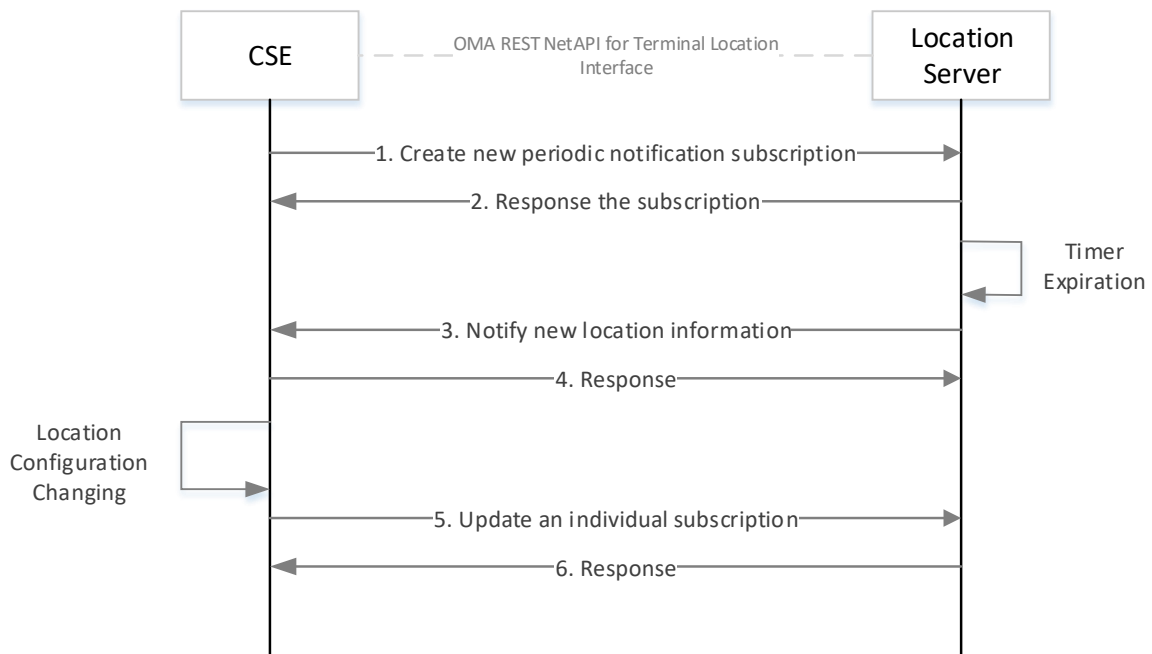 CSE
OMA REST NetAPI for Terminal Location
Interface
Location
Server
1. Create new periodic notification subscription
2. Response the subscription
Timer
Expiration
3. Notify new location information
4. Response
Location
Configuration
Changing
5. Update an individual subscription
6. Response